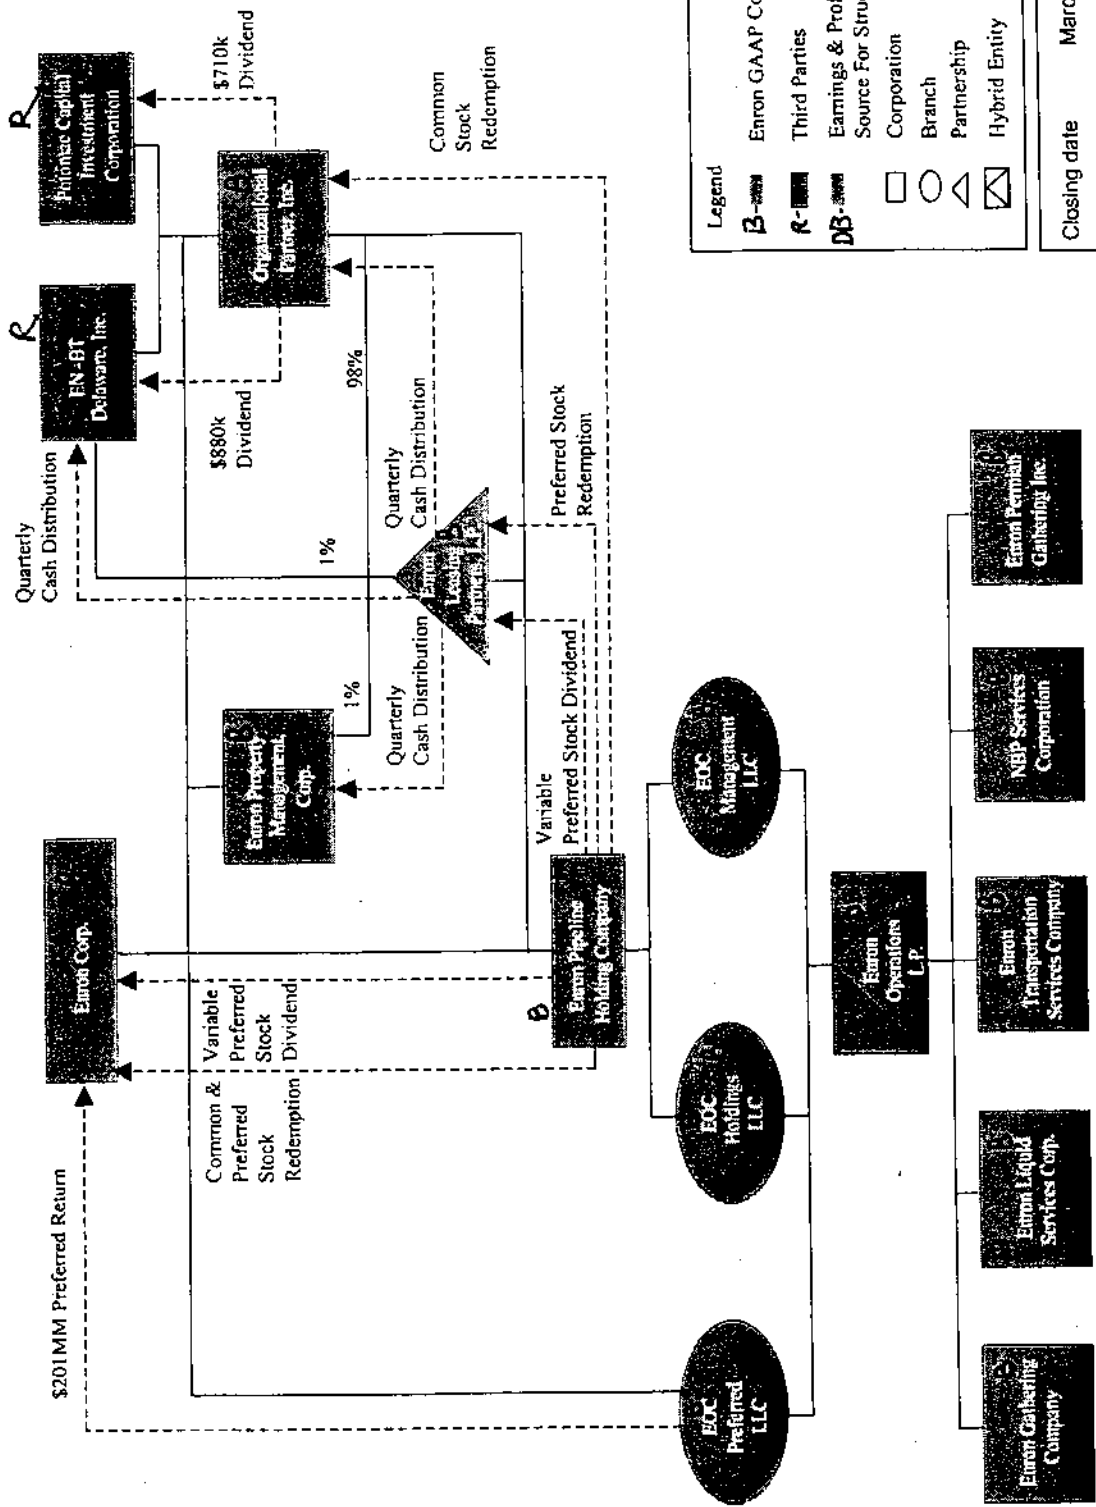 $201MM Preferred Return
Enron Corp.
Common &
Preferred
Stock
Redemption
Variable
Preferred
Stock
Dividend
Quarterly
Cash Distribution
R
EN-BT
Delaware, Inc.
R
Potomac Capital
Investment
Corporation
$880k
Dividend
$710k
Dividend
Enron Property
Management
Corp.
Organizational
Partner, Inc.
1%
1%
98%
Quarterly
Cash Distribution
Enron
Leasing
Partners, LP
Quarterly
Cash Distribution
Common
Stock
Redemption
Variable
Preferred Stock Dividend
Preferred Stock
Redemption
B
Enron Pipeline
Holding Company
EOC
Preferred
LLC
EOC
Holdings
LLC
EOC
Management
LLC
Enron
Operations
L.P.
Enron Gathering
Company
Enron Liquid
Services Corp.
Enron
Transportation
Services Company
NBP Services
Corporation
Enron Permian
Gathering Inc.
Legend
B- Enron GAAP Co
R- Third Parties
DB- Earnings & Prof
Source For Stru
Corporation
Branch
Partnership
Hybrid Entity
Closing date Marc